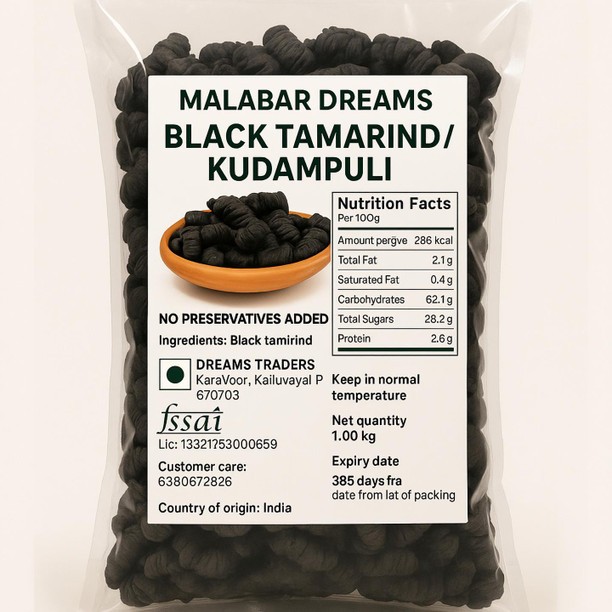 MALABAR DREAMS
BLACK TAMARIND/
KUDAMPULI
Nutrition Facts
Per 100g
Amount perģve 286 kcal
Total Fat 2.1 g
Saturated Fat 0.4 g
Carbohydrates 62.1 g
Total Sugars 28.2 g
Protein 2.6 g
NO PRESERVATIVES ADDED
Ingredients: Black tamirind
DREAMS TRADERS
KaraVoor, Kailuvayal P
670703
fssaî
Lic: 13321753000659
Customer care:
6380672826
Country of origin: India
Keep in normal
temperature
Net quantity
1.00 kg
Expiry date
385 days fra
date from lat of packing